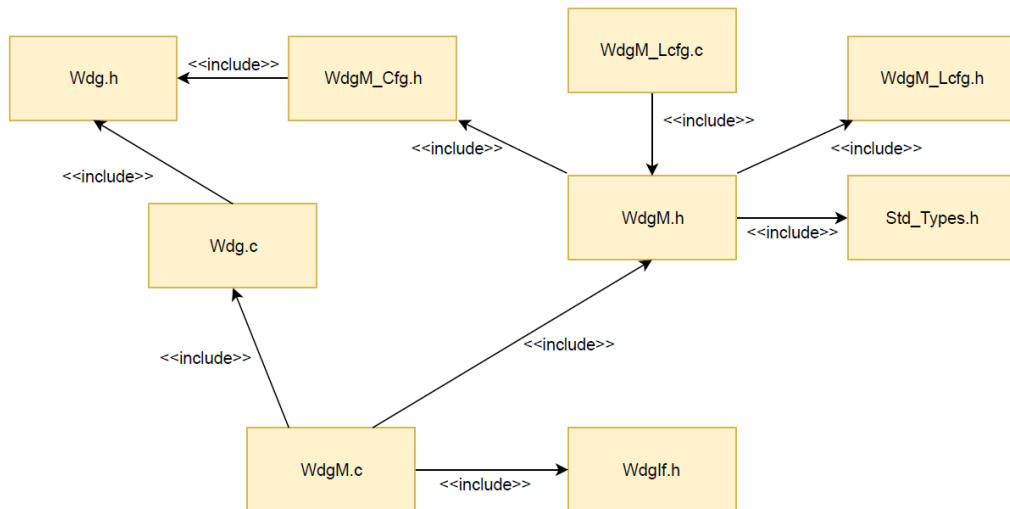 WdgM_Lcfg.c
Wdg.h
<<include>>
WdgM_Cfg.h
WdgM_Lcfg.h
<<include>>
<<include>>
<<include>>
<<include>>
WdgM.h
Std_Types.h
<<include>>
Wdg.c
<<include>>
<<include>>
WdgM.c
<<include>>
WdgIf.h